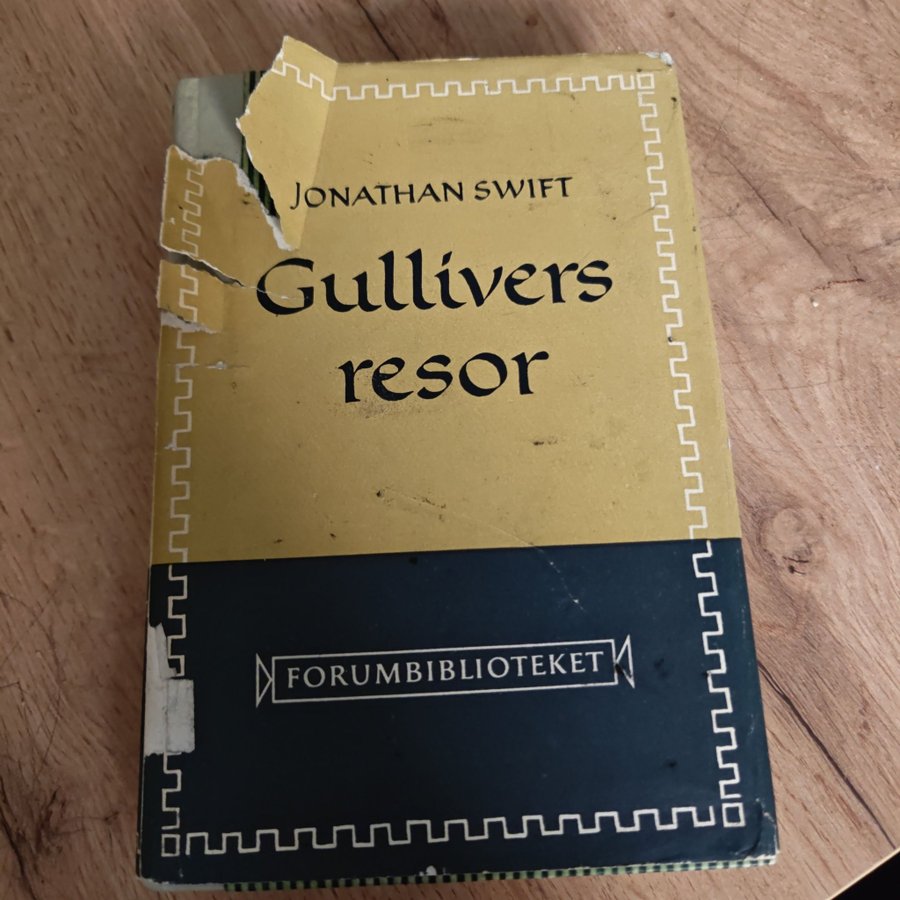 JONATHAN SWIFT
Gullivers
resor
FORUMBIBLIOTEKET